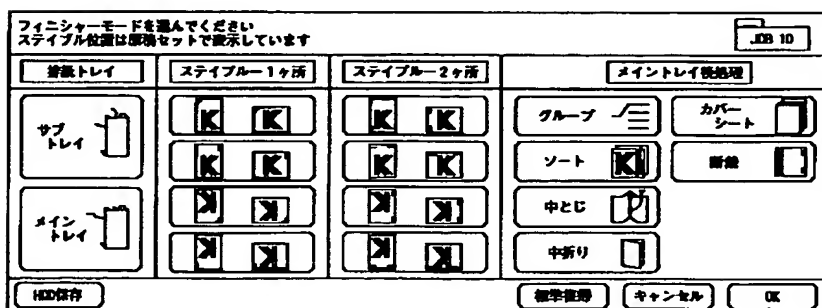 フィニシャーモードを選んでください
ステイプル位置は原稿セットで表示しています
JOB 10
排紙トレイ
ステイプルー1ヶ所
ステイプルー2ヶ所
メイントレイ後処理
サブ
トレイ
メイン
トレイ
K K
K K
K K
K K
K K
K K
K K
K K
グループ
カバー
シート
ソート
K
断裁
中とじ
中折り
HDD保存
標準復帰
キャンセル
OK